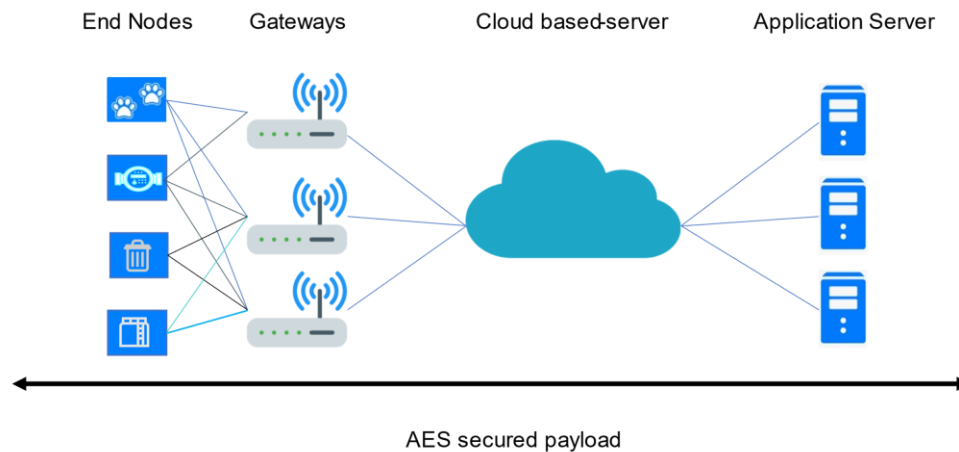 End Nodes
Gateways
Cloud based-server
Application Server
AES secured payload